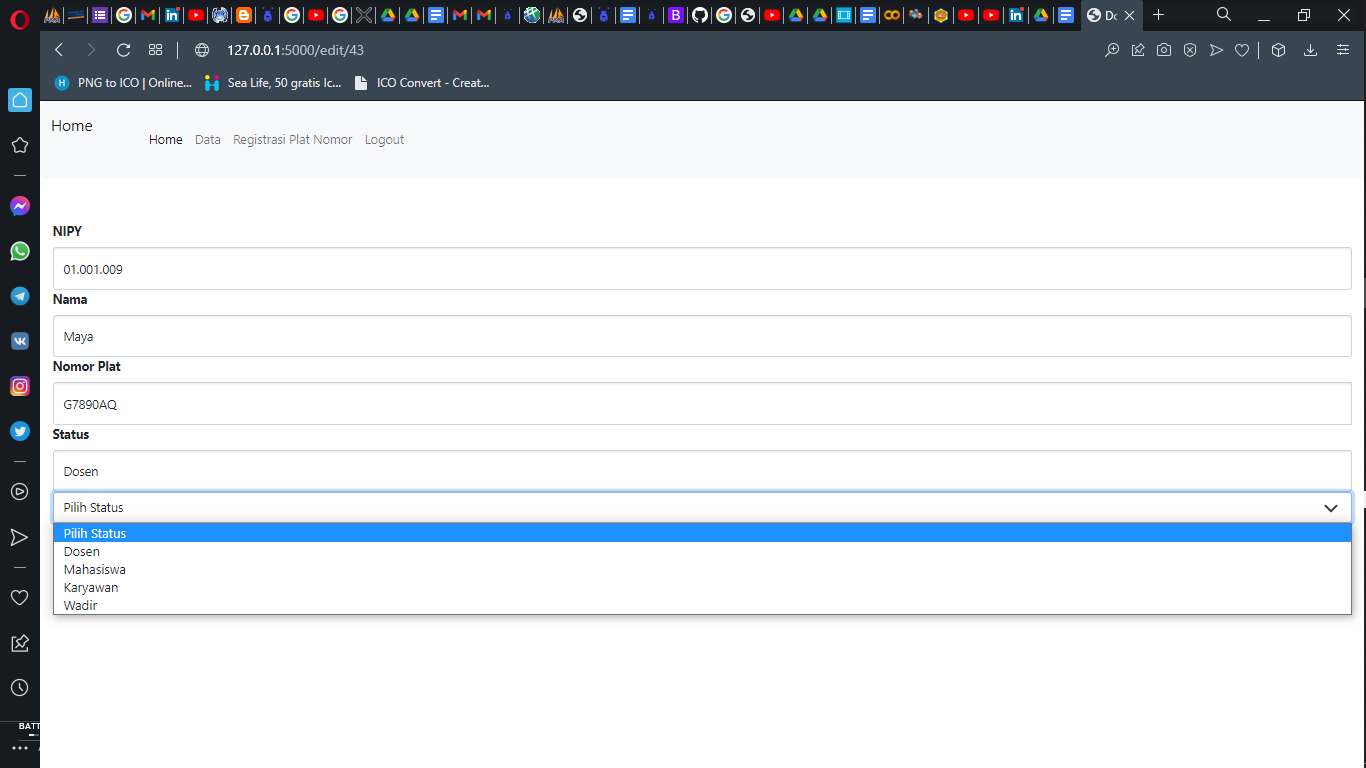 Do
127.0.0.1:5000/edit/43
PNG to ICO | Online...
Sea Life, 50 gratis Ic...
ICO Convert - Creat...
Home
Home Data Registrasi Plat Nomor Logout
NIPY
01.001.009
Nama
Maya
Nomor Plat
G7890AQ
Status
Dosen
Pilih Status
Pilih Status
Dosen
Mahasiswa
Karyawan
Wadir
BATT